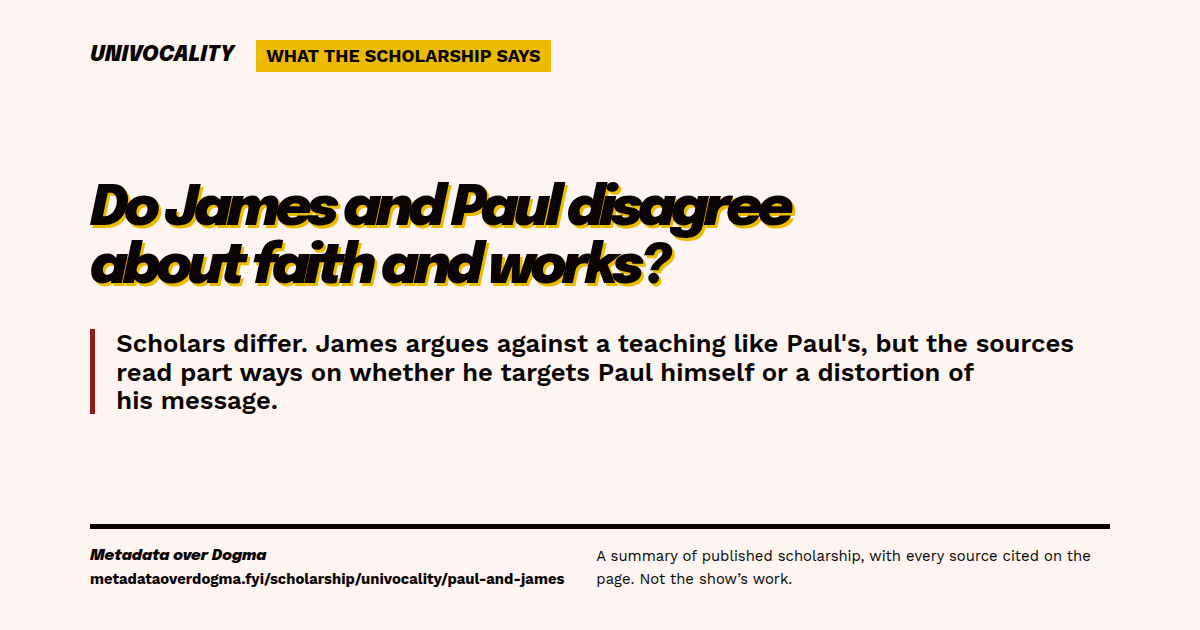 UNIVOCALITY
WHAT THE SCHOLARSHIP SAYS
Do James and Paul disagree
about faith and works?
Scholars differ. James argues against a teaching like Paul's, but the sources
read part ways on whether he targets Paul himself or a distortion of
his message.
Metadata over Dogma
metadataoverdogma.fyi/scholarship/univocality/paul-and-james
A summary of published scholarship, with every source cited on the
page. Not the show’s work.